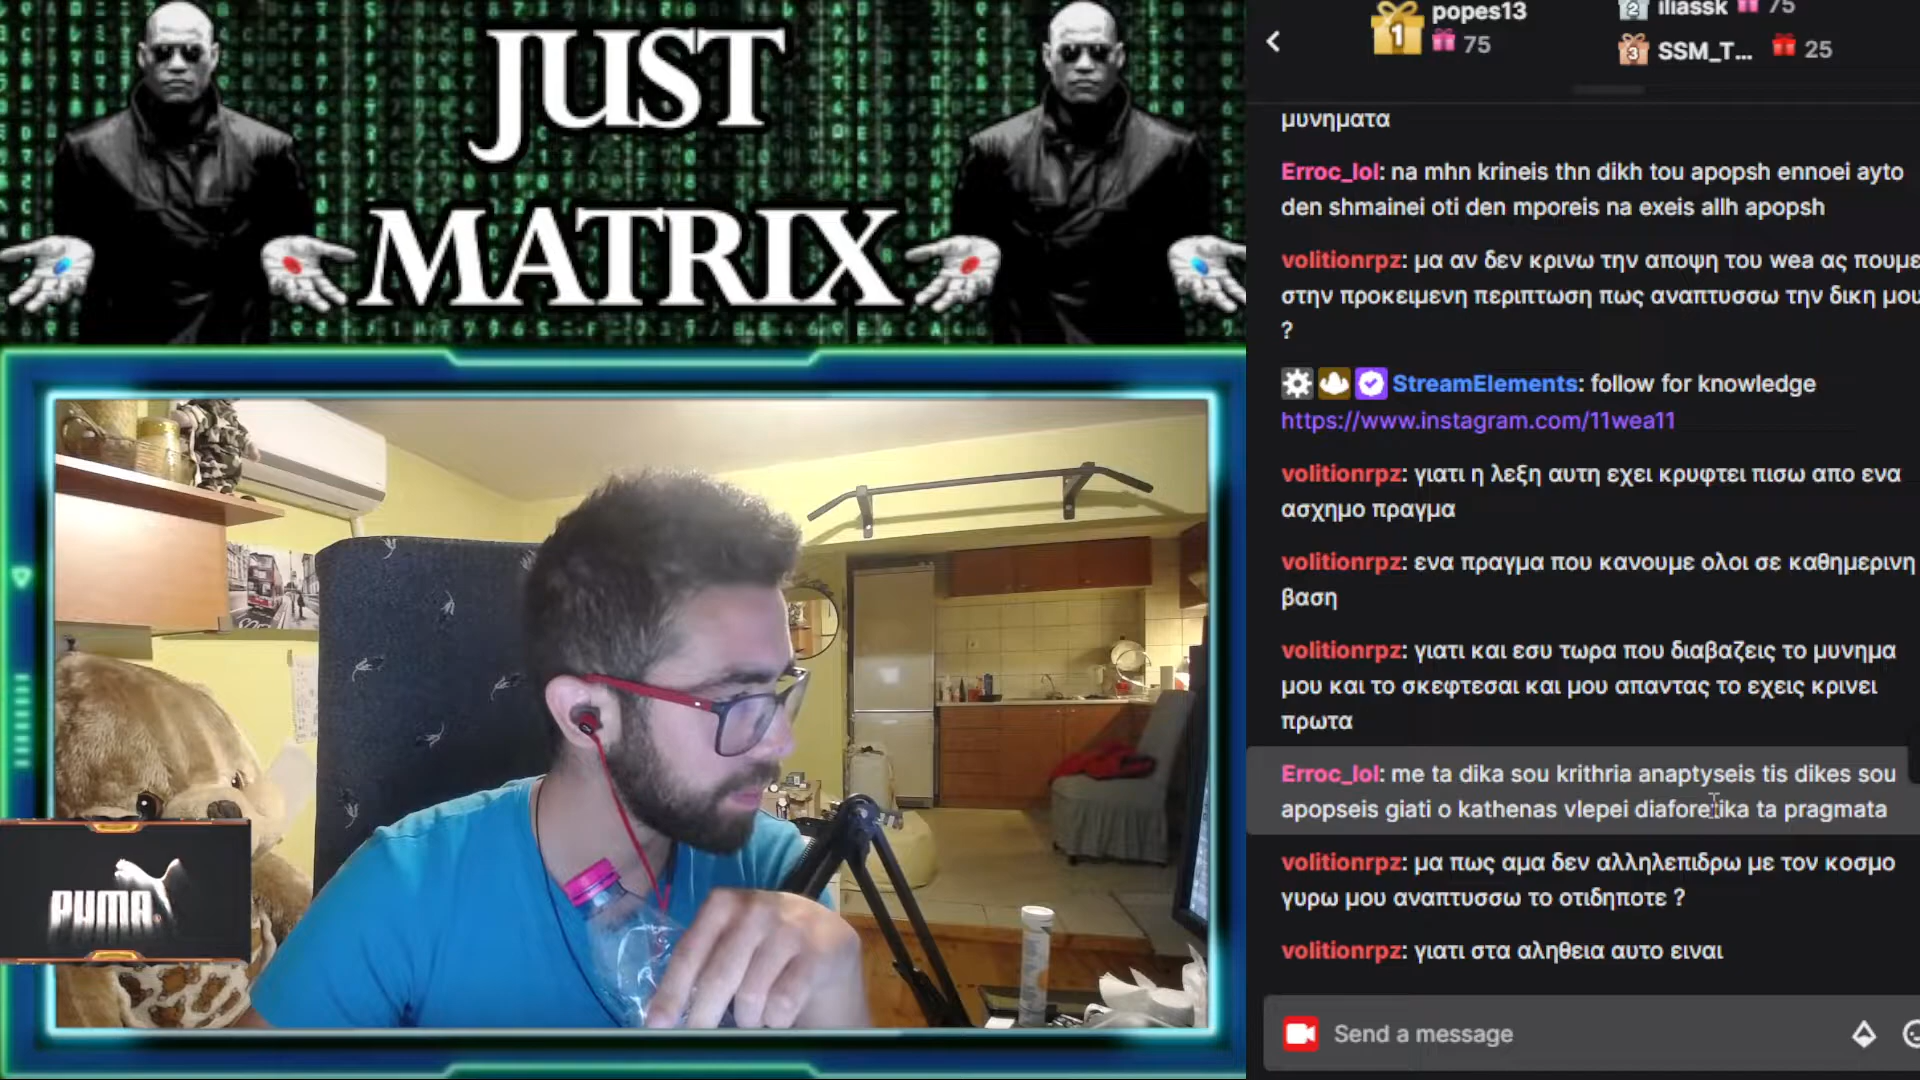 JUST
MATRIX
PUMA
popes13
1
75
2 iliassk 75
3 SSM_T... 25
μυνηματα
Erroc_lol: na mhn krineis thn dikh tou apopsh ennoei ayto
den shmainei oti den mporeis na exeis allh apopsh
volitionrpz: μα αν δεν κρινω την αποψη του wea ας πουμε
στην προκειμενη περιπτωση πως αναπτυσσω την δικη μου
?
StreamElements: follow for knowledge
https://www.instagram.com/11wea11
volitionrpz: γιατι η λεξη αυτη εχει κρυφτει πισω απο ενα
ασχημο πραγμα
volitionrpz: ενα πραγμα που κανουμε ολοι σε καθημερινη
βαση
volitionrpz: γιατι και εσυ τωρα που διαβαζεις το μυνημα
μου και το σκεφτεσαι και μου απαντας το εχεις κρινει
πρωτα
Erroc_lol: me ta dika sou krithria anaptyseis tis dikes sou
apopseis giati o kathenas vlepei diaforetika ta pragmata
volitionrpz: μα πως αμα δεν αλληλεπιδρω με τον κοσμο
γυρω μου αναπτυσσω το οτιδηποτε ?
volitionrpz: γιατι στα αληθεια αυτο ειναι
Send a message